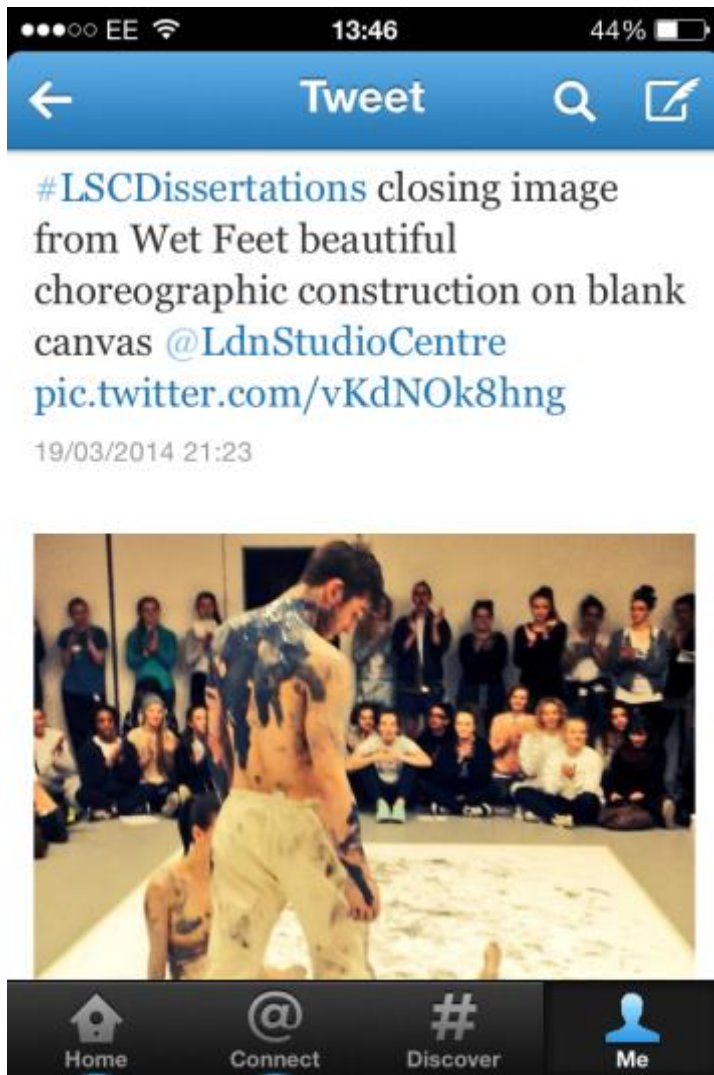 EE 13:46 44%
Tweet
#LSCDissertations closing image
from Wet Feet beautiful
choreographic construction on blank
canvas @LdnStudioCentre
pic.twitter.com/vKdNOk8hng
19/03/2014 21:23
Home Connect Discover Me